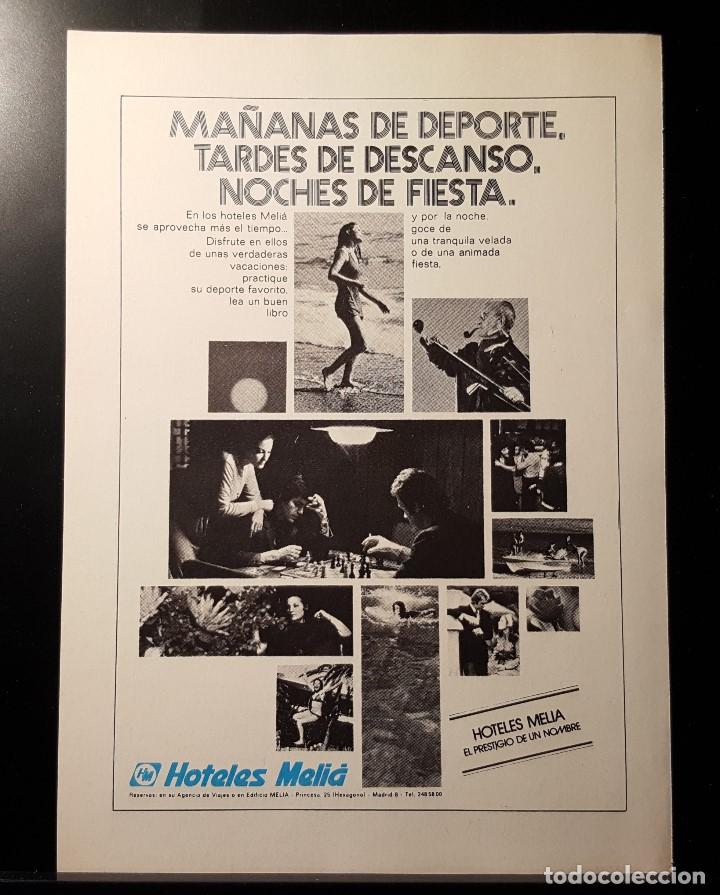 MAÑANAS DE DEPORTE.
TARDES DE DESCANSO.
NOCHES DE FIESTA.
En los hoteles Meliá
se aprovecha más el tiempo...
Disfrute en ellos
de unas verdaderas
vacaciones:
practique
su deporte favorito,
lea un buen
libro
y por la noche,
goce de
una tranquila velada
o de una animada
fiesta.
HOTELES MELIA
EL PRESTIGIO DE UN NOMBRE
HM Hoteles Meliá
Reservas: en su Agencia de Viajes o en Edificio MELIA - Princesa, 25 (Hexagono) - Madrid-8 - Tel. 248 58 00
todocoleccion